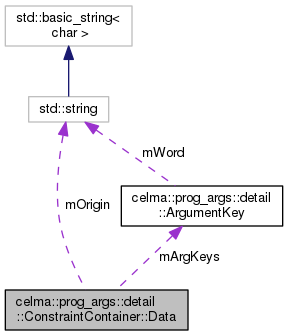 std::basic_string<
char >
std::string
mWord
mOrigin
celma::prog_args::detail
::ArgumentKey
mArgKeys
celma::prog_args::detail
::ConstraintContainer::Data